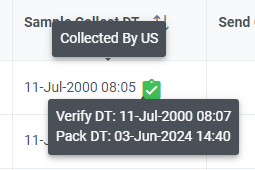 Sample Collect DT
Send
Collected By US
11-Jul-2000 08:05
Verify DT: 11-Jul-2000 08:07
Pack DT: 03-Jun-2024 14:40
11-J